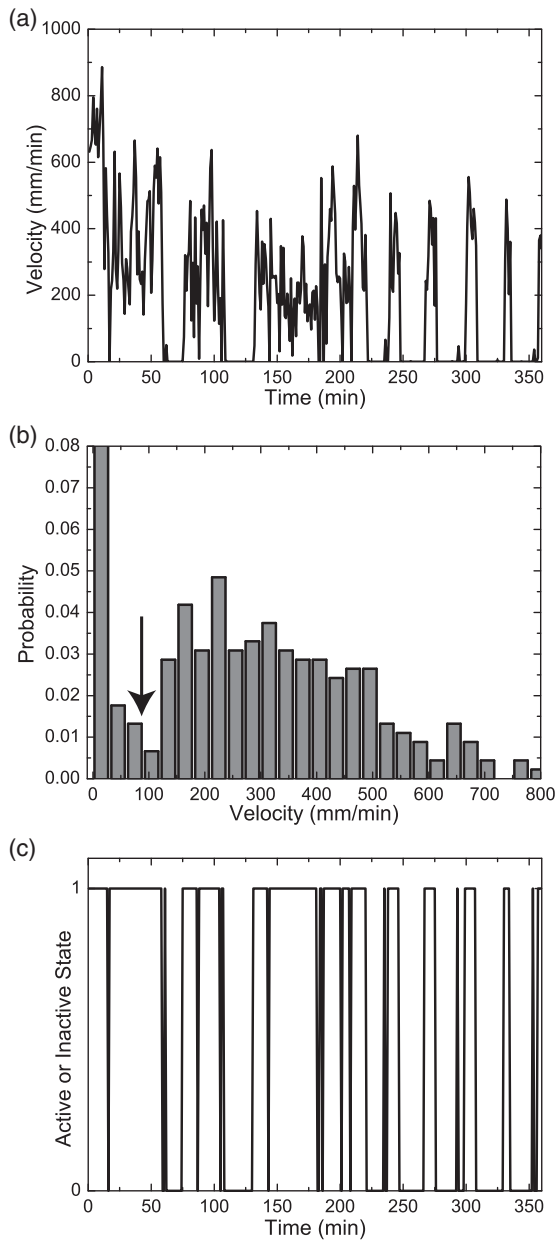 (a)
1000
800
600
400
200
0
Velocity (mm/min)
0 50 100 150 200 250 300 350
Time (min)
(b)
0.08
0.07
0.06
0.05
0.04
0.03
0.02
0.01
0.00
Probability
0 100 200 300 400 500 600 700 800
Velocity (mm/min)
(c)
1
0
Active or Inactive State
0 50 100 150 200 250 300 350
Time (min)